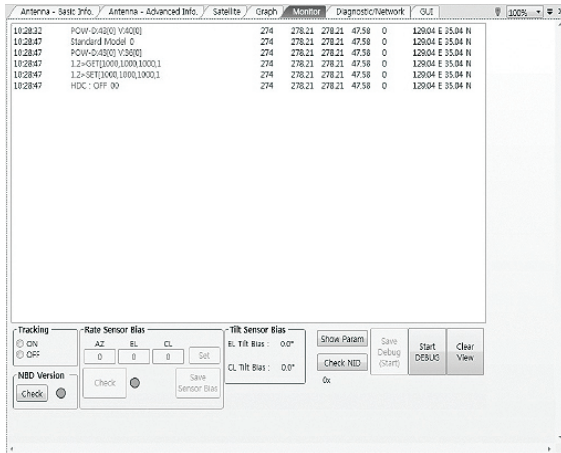 Antenna - Basic Info. Antenna - Advanced Info. Satellite Graph Monitor Diagnostic/Network GUI 100%
10:28:32 POW-D:43[0] V:40[0] 274 278.21 278.21 47.58 0 129.04 E 35.04 N
10:28:47 Standard Model 0 274 278.21 278.21 47.58 0 129.04 E 35.04 N
10:28:47 POW-D:43[0] V:36[0] 274 278.21 278.21 47.58 0 129.04 E 35.04 N
10:28:47 1.2>GET[1000,1000,1000,1 274 278.21 278.21 47.58 0 129.04 E 35.04 N
10:28:47 1.2>SET[1000,1000,1000,1 274 278.21 278.21 47.58 0 129.04 E 35.04 N
10:28:47 HDC : OFF 00 274 278.21 278.21 47.58 0 129.04 E 35.04 N
Tracking
ON
OFF
NBD Version
Check
Rate Sensor Bias
AZ EL CL
0 0 0 Set
Check Save Sensor Bias
Tilt Sensor Bias
EL Tilt Bias : 0.0°
CL Tilt Bias : 0.0°
Show Param
Check NID
0x
Save Debug (Start)
Start DEBUG
Clear View